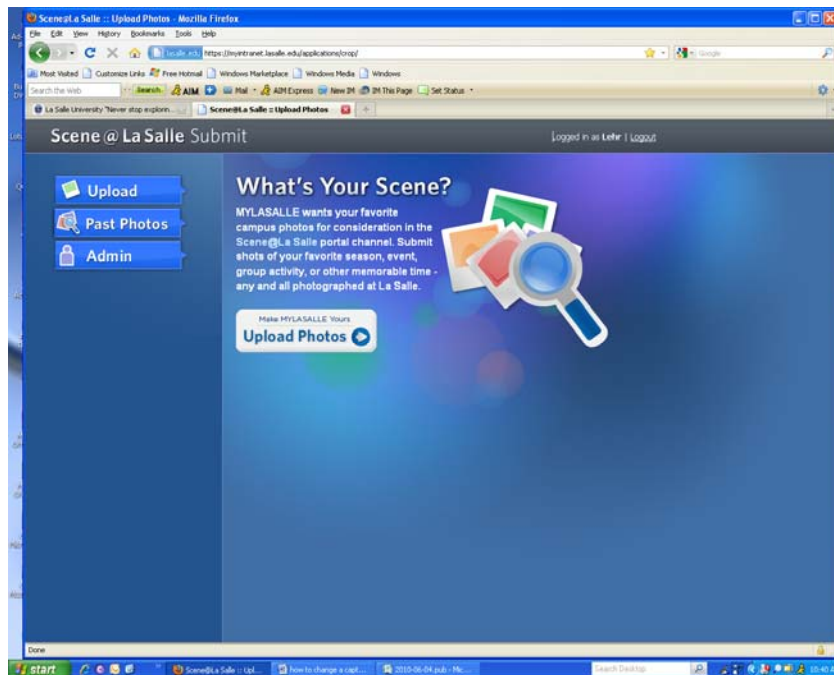 Scene@La Salle :: Upload Photos - Mozilla Firefox
File Edit View History Bookmarks Tools Help
lasalle.edu https://myintranet.lasalle.edu/applications/crop/
Google
Most Visited Customize Links Free Hotmail Windows Marketplace Windows Media Windows
Search the Web Search AIM Mail AIM Express New IM IM This Page Set Status
La Salle University "Never stop explorin... Scene@La Salle :: Upload Photos
Scene @ La Salle Submit
Logged in as Lehr | Logout
Upload
Past Photos
Admin
What's Your Scene?
MYLASALLE wants your favorite
campus photos for consideration in the
Scene@La Salle portal channel. Submit
shots of your favorite season, event,
group activity, or other memorable time -
any and all photographed at La Salle.
Make MYLASALLE Yours
Upload Photos
Done
start Scene@La Salle :: Upl... how to change a capt... 2010-06-04.pub - Mic... Search Desktop 10:40 A